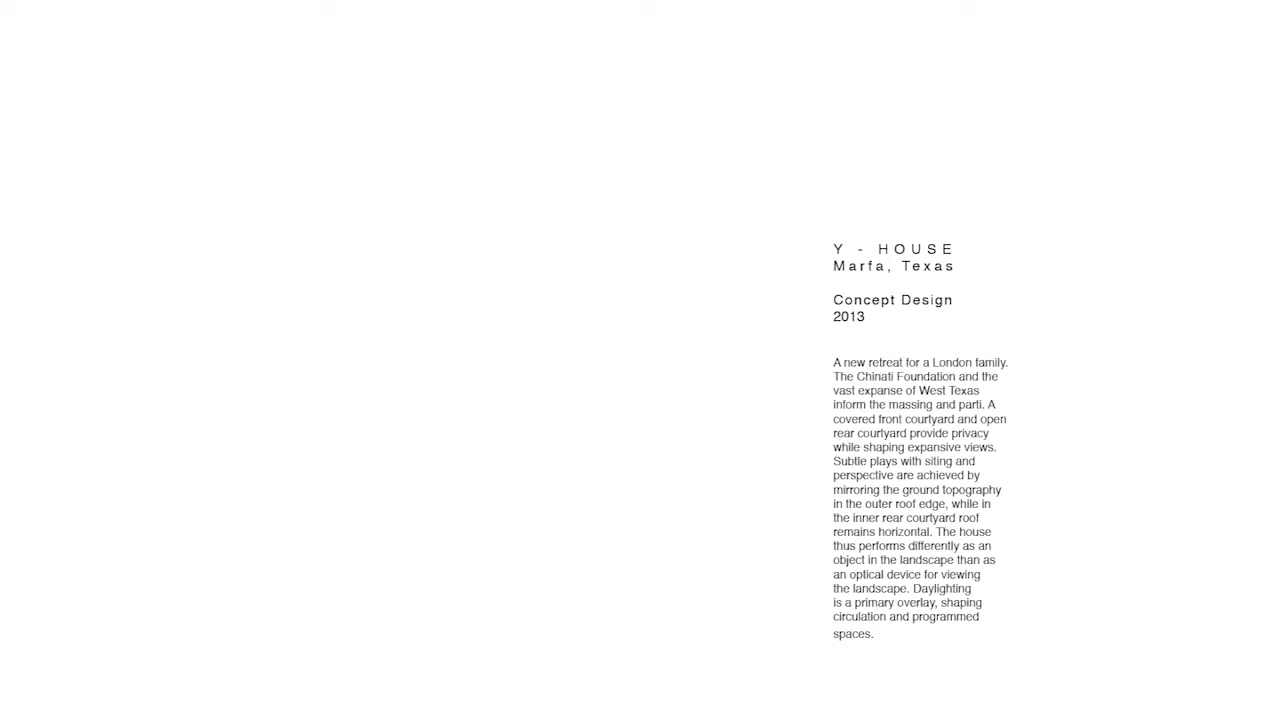 Y - HOUSE
Marfa, Texas
Concept Design
2013
A new retreat for a London family.
The Chinati Foundation and the
vast expanse of West Texas
inform the massing and parti. A
covered front courtyard and open
rear courtyard provide privacy
while shaping expansive views.
Subtle plays with siting and
perspective are achieved by
mirroring the ground topography
in the outer roof edge, while in
the inner rear courtyard roof
remains horizontal. The house
thus performs differently as an
object in the landscape than as
an optical device for viewing
the landscape. Daylighting
is a primary overlay, shaping
circulation and programmed
spaces.